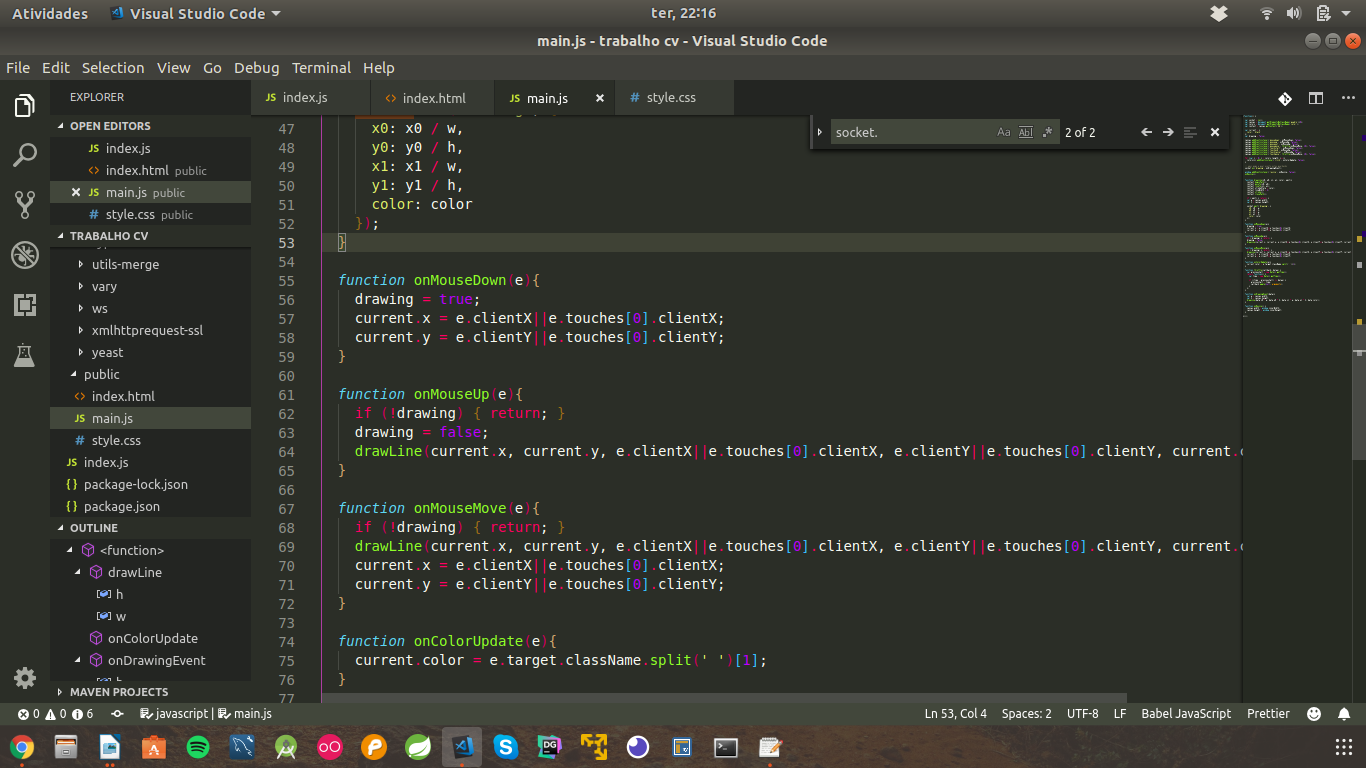 Atividades Visual Studio Code ter, 22:16
main.js - trabalho cv - Visual Studio Code
File Edit Selection View Go Debug Terminal Help
EXPLORER
OPEN EDITORS
JS index.js
<> index.html public
JS main.js public
# style.css public
TRABALHO CV
utils-merge
vary
ws
xmlhttprequest-ssl
yeast
public
<> index.html
JS main.js
# style.css
JS index.js
{} package-lock.json
{} package.json
OUTLINE
<function>
drawLine
h
w
onColorUpdate
onDrawingEvent
MAVEN PROJECTS
JS index.js <> index.html JS main.js # style.css
socket. Aa Abl .* 2 of 2
47 x0: x0 / w,
48 y0: y0 / h,
49 x1: x1 / w,
50 y1: y1 / h,
51 color: color
52 });
53 }
54
55 function onMouseDown(e){
56 drawing = true;
57 current.x = e.clientX||e.touches[0].clientX;
58 current.y = e.clientY||e.touches[0].clientY;
59 }
60
61 function onMouseUp(e){
62 if (!drawing) { return; }
63 drawing = false;
64 drawLine(current.x, current.y, e.clientX||e.touches[0].clientX, e.clientY||e.touches[0].clientY, current.
65 }
66
67 function onMouseMove(e){
68 if (!drawing) { return; }
69 drawLine(current.x, current.y, e.clientX||e.touches[0].clientX, e.clientY||e.touches[0].clientY, current.
70 current.x = e.clientX||e.touches[0].clientX;
71 current.y = e.clientY||e.touches[0].clientY;
72 }
73
74 function onColorUpdate(e){
75 current.color = e.target.className.split(' ')[1];
76 }
77
0 0 6 javascript | main.js Ln 53, Col 4 Spaces: 2 UTF-8 LF Babel JavaScript Prettier
DG